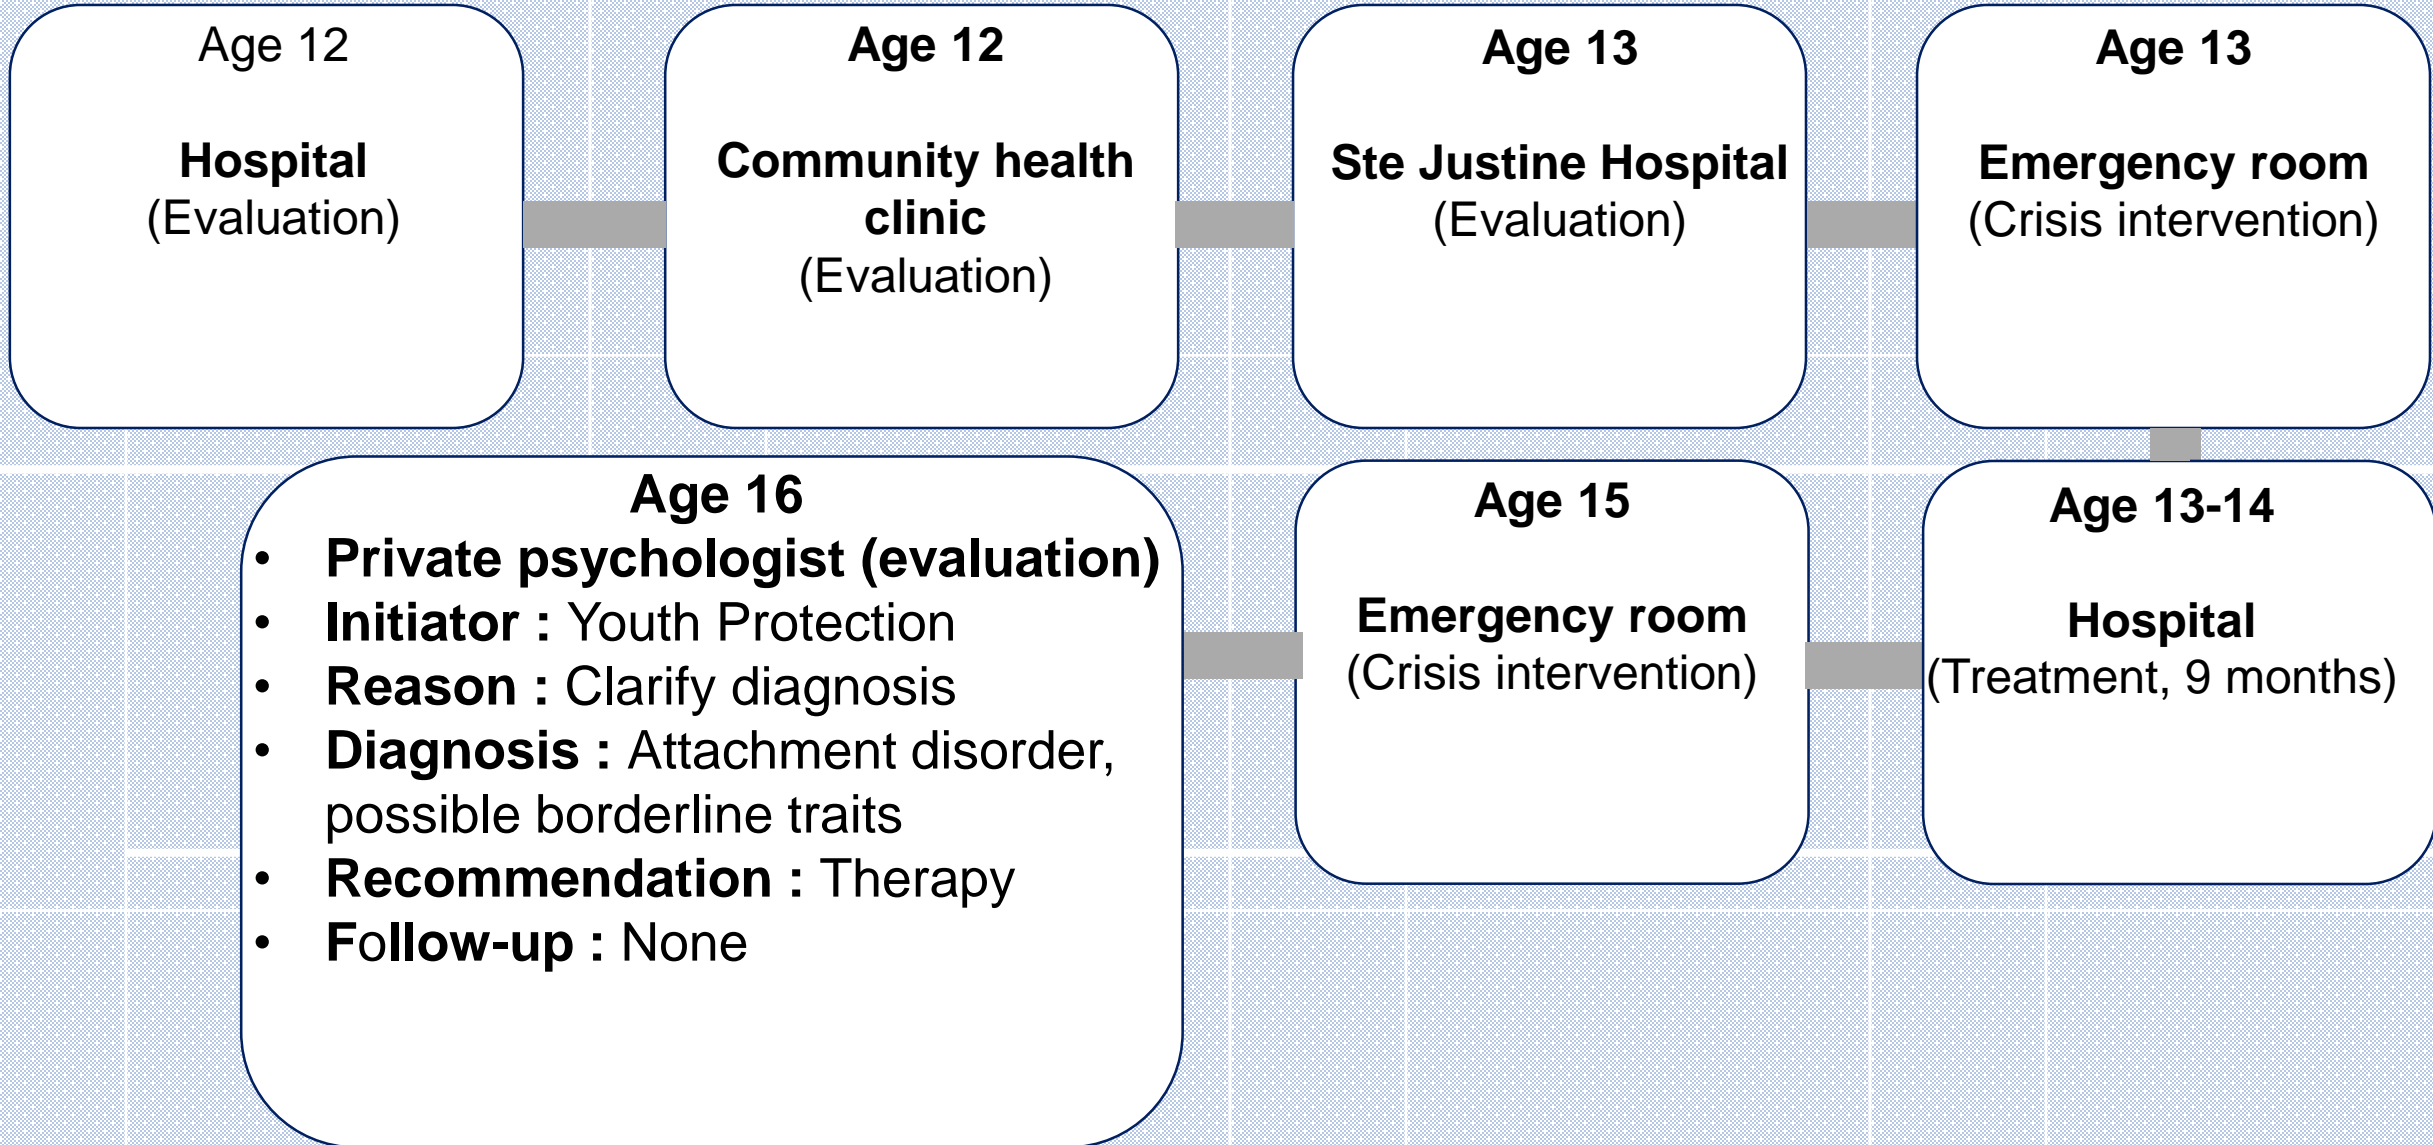 Age 12
Hospital
(Evaluation)
Age 12
Community health
clinic
(Evaluation)
Age 13
Ste Justine Hospital
(Evaluation)
Age 13
Emergency room
(Crisis intervention)
Age 13-14
Hospital
(Treatment, 9 months)
Age 15
Emergency room
(Crisis intervention)
Age 16
• Private psychologist (evaluation)
• Initiator : Youth Protection
• Reason : Clarify diagnosis
• Diagnosis : Attachment disorder,
possible borderline traits
• Recommendation : Therapy
• Follow-up : None